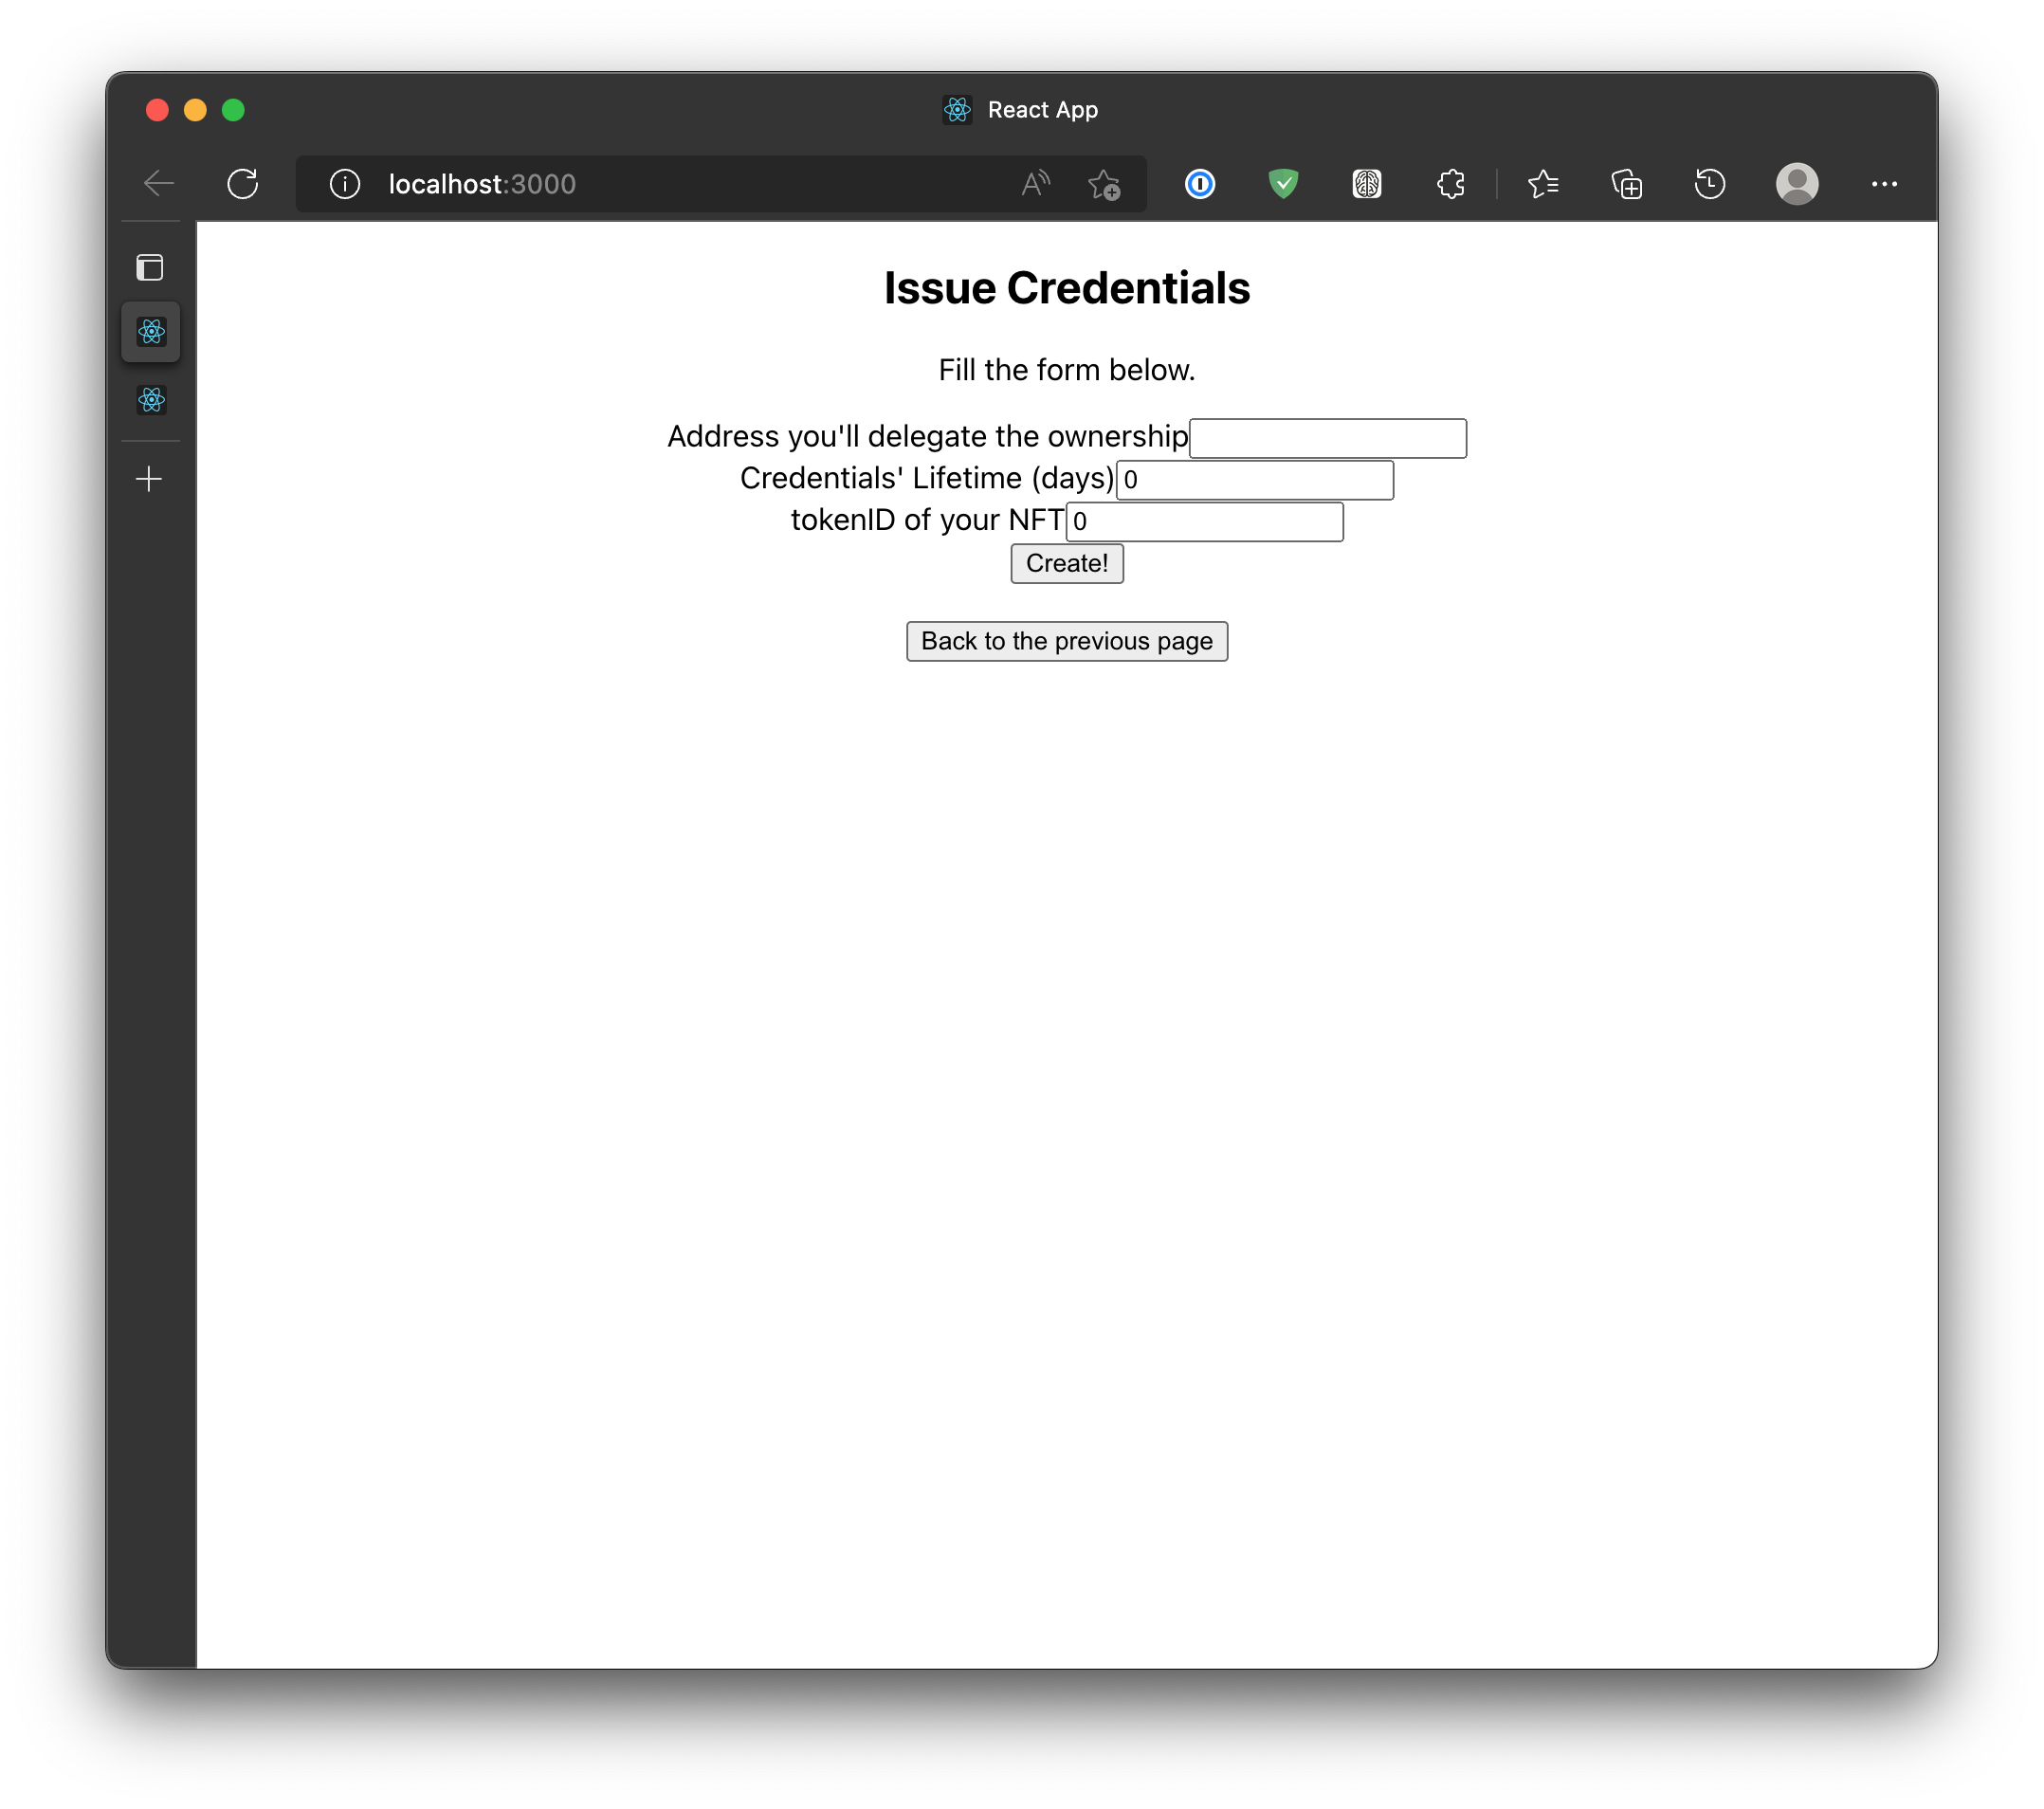 React App
localhost:3000
Issue Credentials
Fill the form below.
Address you'll delegate the ownership
Credentials' Lifetime (days) 0
tokenID of your NFT 0
Create!
Back to the previous page